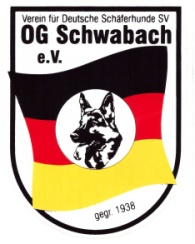 Verein für Deutsche Schäferhunde SV
OG Schwabach
e.V.
gegr. 1938